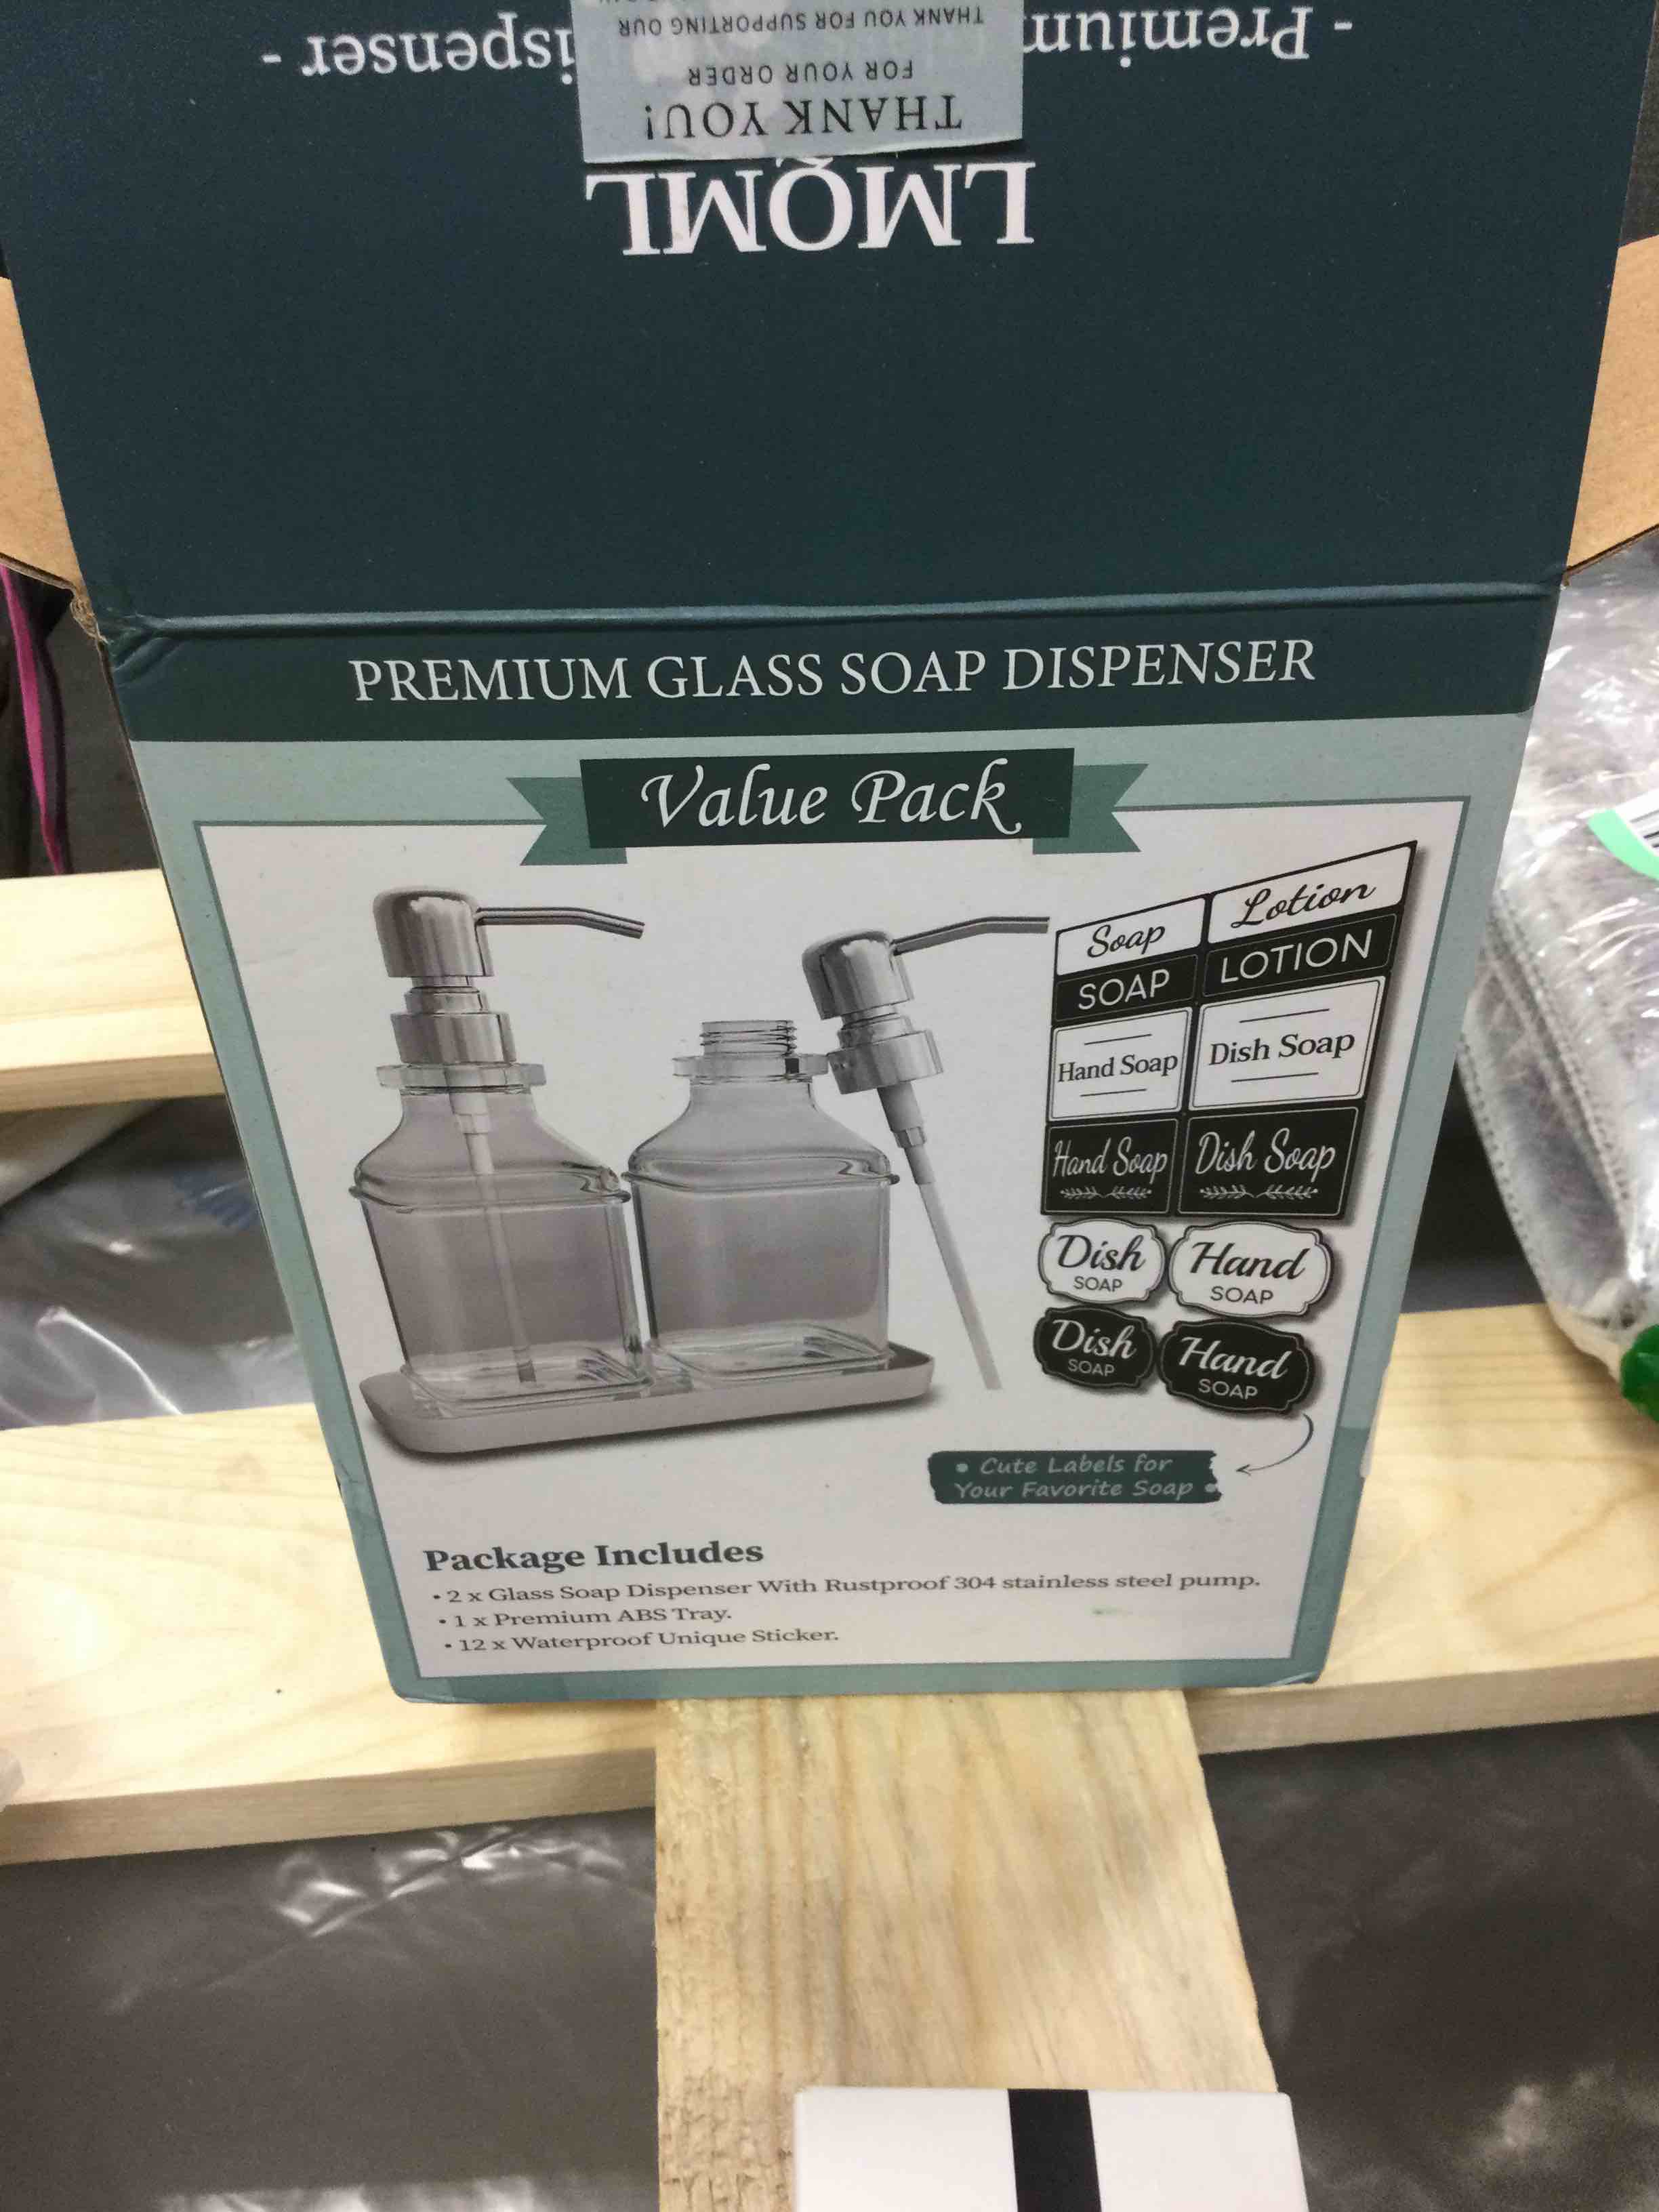 - Premium
ispenser -
THANK YOU!
FOR YOUR ORDER
THANK YOU FOR SUPPORTING OUR
LMQML
PREMIUM GLASS SOAP DISPENSER
Value Pack
Soap
Lotion
SOAP
LOTION
Hand Soap
Dish Soap
Hand Soap
Dish Soap
Dish
SOAP
Hand
SOAP
Dish
SOAP
Hand
SOAP
• Cute Labels for
Your Favorite Soap •
Package Includes
• 2 x Glass Soap Dispenser With Rustproof 304 stainless steel pump.
• 1 x Premium ABS Tray.
• 12 x Waterproof Unique Sticker.